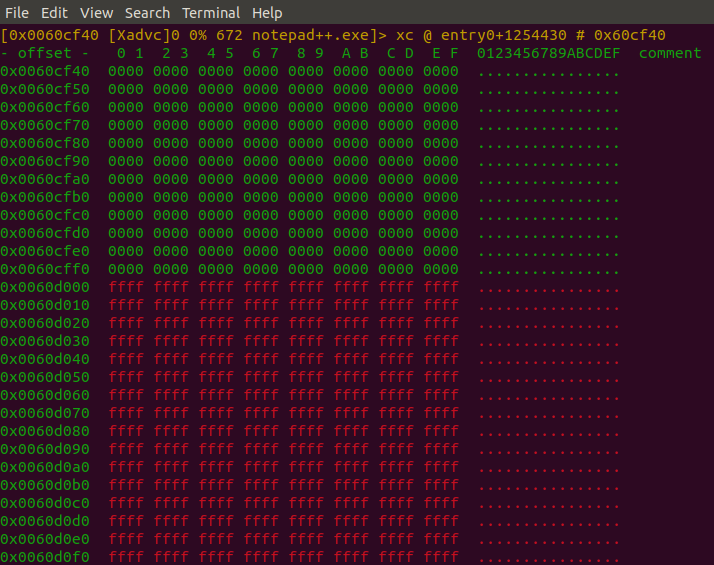 File Edit View Search Terminal Help
[0x0060cf40 [Xadvc]0 0% 672 notepad++.exe]> xc @ entry0+1254430 # 0x60cf40
- offset -   0 1  2 3  4 5  6 7  8 9  A B  C D  E F  0123456789ABCDEF  comment
0x0060cf40  0000 0000 0000 0000 0000 0000 0000 0000  ................
0x0060cf50  0000 0000 0000 0000 0000 0000 0000 0000  ................
0x0060cf60  0000 0000 0000 0000 0000 0000 0000 0000  ................
0x0060cf70  0000 0000 0000 0000 0000 0000 0000 0000  ................
0x0060cf80  0000 0000 0000 0000 0000 0000 0000 0000  ................
0x0060cf90  0000 0000 0000 0000 0000 0000 0000 0000  ................
0x0060cfa0  0000 0000 0000 0000 0000 0000 0000 0000  ................
0x0060cfb0  0000 0000 0000 0000 0000 0000 0000 0000  ................
0x0060cfc0  0000 0000 0000 0000 0000 0000 0000 0000  ................
0x0060cfd0  0000 0000 0000 0000 0000 0000 0000 0000  ................
0x0060cfe0  0000 0000 0000 0000 0000 0000 0000 0000  ................
0x0060cff0  0000 0000 0000 0000 0000 0000 0000 0000  ................
0x0060d000  ffff ffff ffff ffff ffff ffff ffff ffff  ................
0x0060d010  ffff ffff ffff ffff ffff ffff ffff ffff  ................
0x0060d020  ffff ffff ffff ffff ffff ffff ffff ffff  ................
0x0060d030  ffff ffff ffff ffff ffff ffff ffff ffff  ................
0x0060d040  ffff ffff ffff ffff ffff ffff ffff ffff  ................
0x0060d050  ffff ffff ffff ffff ffff ffff ffff ffff  ................
0x0060d060  ffff ffff ffff ffff ffff ffff ffff ffff  ................
0x0060d070  ffff ffff ffff ffff ffff ffff ffff ffff  ................
0x0060d080  ffff ffff ffff ffff ffff ffff ffff ffff  ................
0x0060d090  ffff ffff ffff ffff ffff ffff ffff ffff  ................
0x0060d0a0  ffff ffff ffff ffff ffff ffff ffff ffff  ................
0x0060d0b0  ffff ffff ffff ffff ffff ffff ffff ffff  ................
0x0060d0c0  ffff ffff ffff ffff ffff ffff ffff ffff  ................
0x0060d0d0  ffff ffff ffff ffff ffff ffff ffff ffff  ................
0x0060d0e0  ffff ffff ffff ffff ffff ffff ffff ffff  ................
0x0060d0f0  ffff ffff ffff ffff ffff ffff ffff ffff  ................